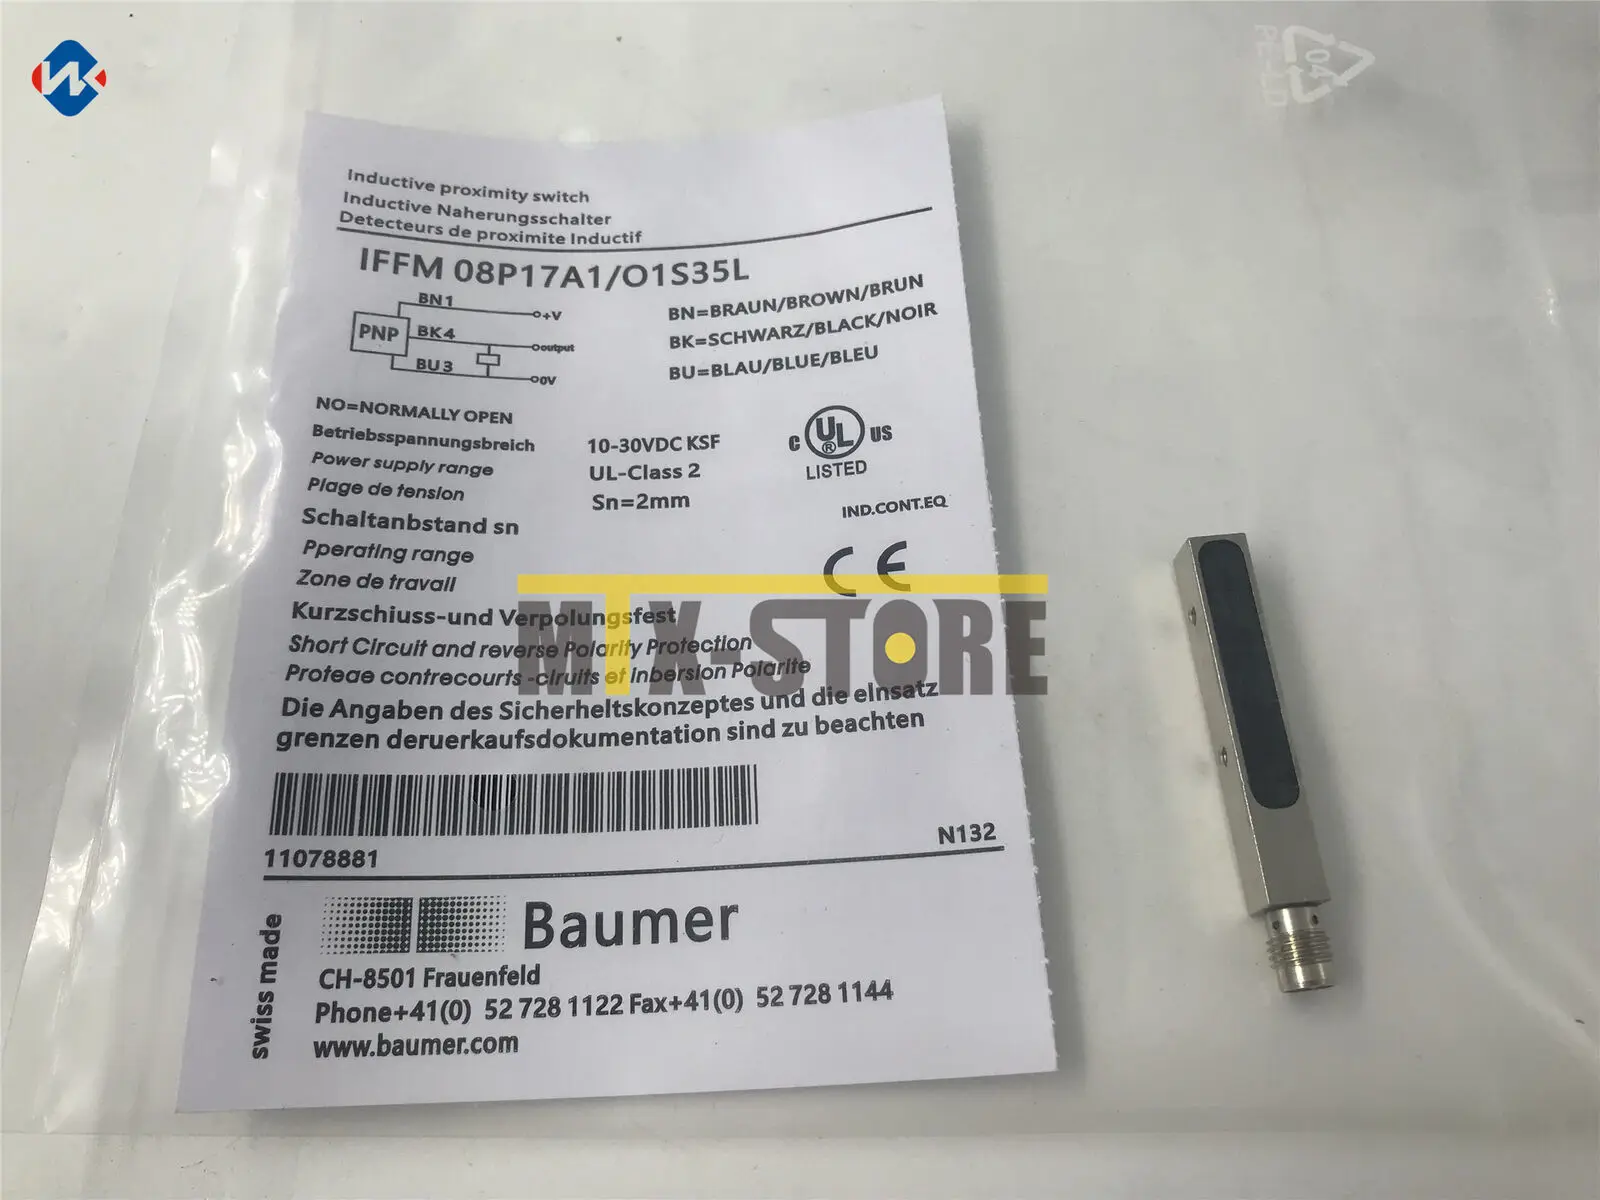 Inductive proximity switch
Inductive Naherungsschalter
Detecteurs de proximite Inductif
IFFM 08P17A1/O1S35L
BN1
+V
PNP
BK4
output
BU3
0V
BN=BRAUN/BROWN/BRUN
BK=SCHWARZ/BLACK/NOIR
BU=BLAU/BLUE/BLEU
NO=NORMALLY OPEN
Betriebsspannungsbreich
Power supply range
Plage de tension
10-30VDC KSF
UL-Class 2
Sn=2mm
C UL US
®
LISTED
IND.CONT.EQ
Schaltanbstand sn
Pperating range
Zone de travail
CE
Kurzschiuss-und Verpolungsfest
Short Circuit and reverse Polarity Protection
Proteae contrecourts -ciruits et Inbersion Polarite
MTX-STORE
Die Angaben des Sicherheltskonzeptes und die eInsatz
grenzen deruerkaufsdokumentation sind zu beachten
11078881
N132
swiss made
Baumer
CH-8501 Frauenfeld
Phone+41(0) 52 728 1122 Fax+41(0) 52 728 1144
www.baumer.com
04
PE-LD